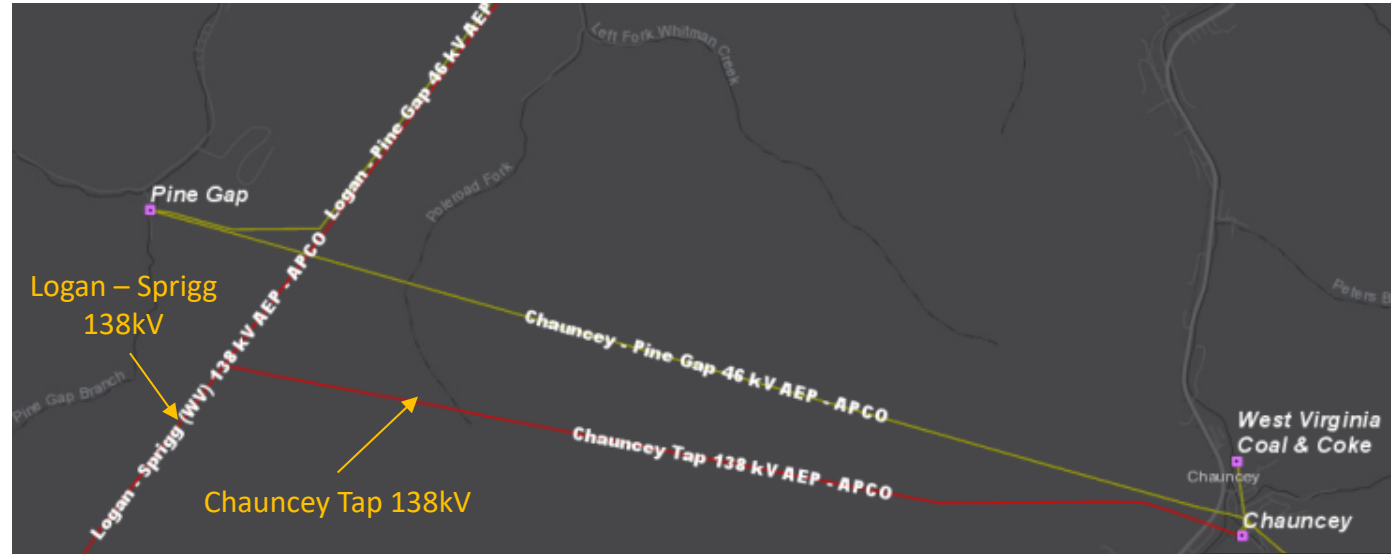 Left Fork Whitman Creek
Logan - Pine Gap 46 kV AEP
Poleroad Fork
Pine Gap
Logan – Sprigg
138kV
Logan - Sprigg (WV) 138 kV AEP - APCO
Pine Gap Branch
Chauncey - Pine Gap 46 kV AEP - APCO
Chauncey Tap 138 kV AEP - APCO
Chauncey Tap 138kV
Peters B
West Virginia
Coal & Coke
Chauncey
Chauncey